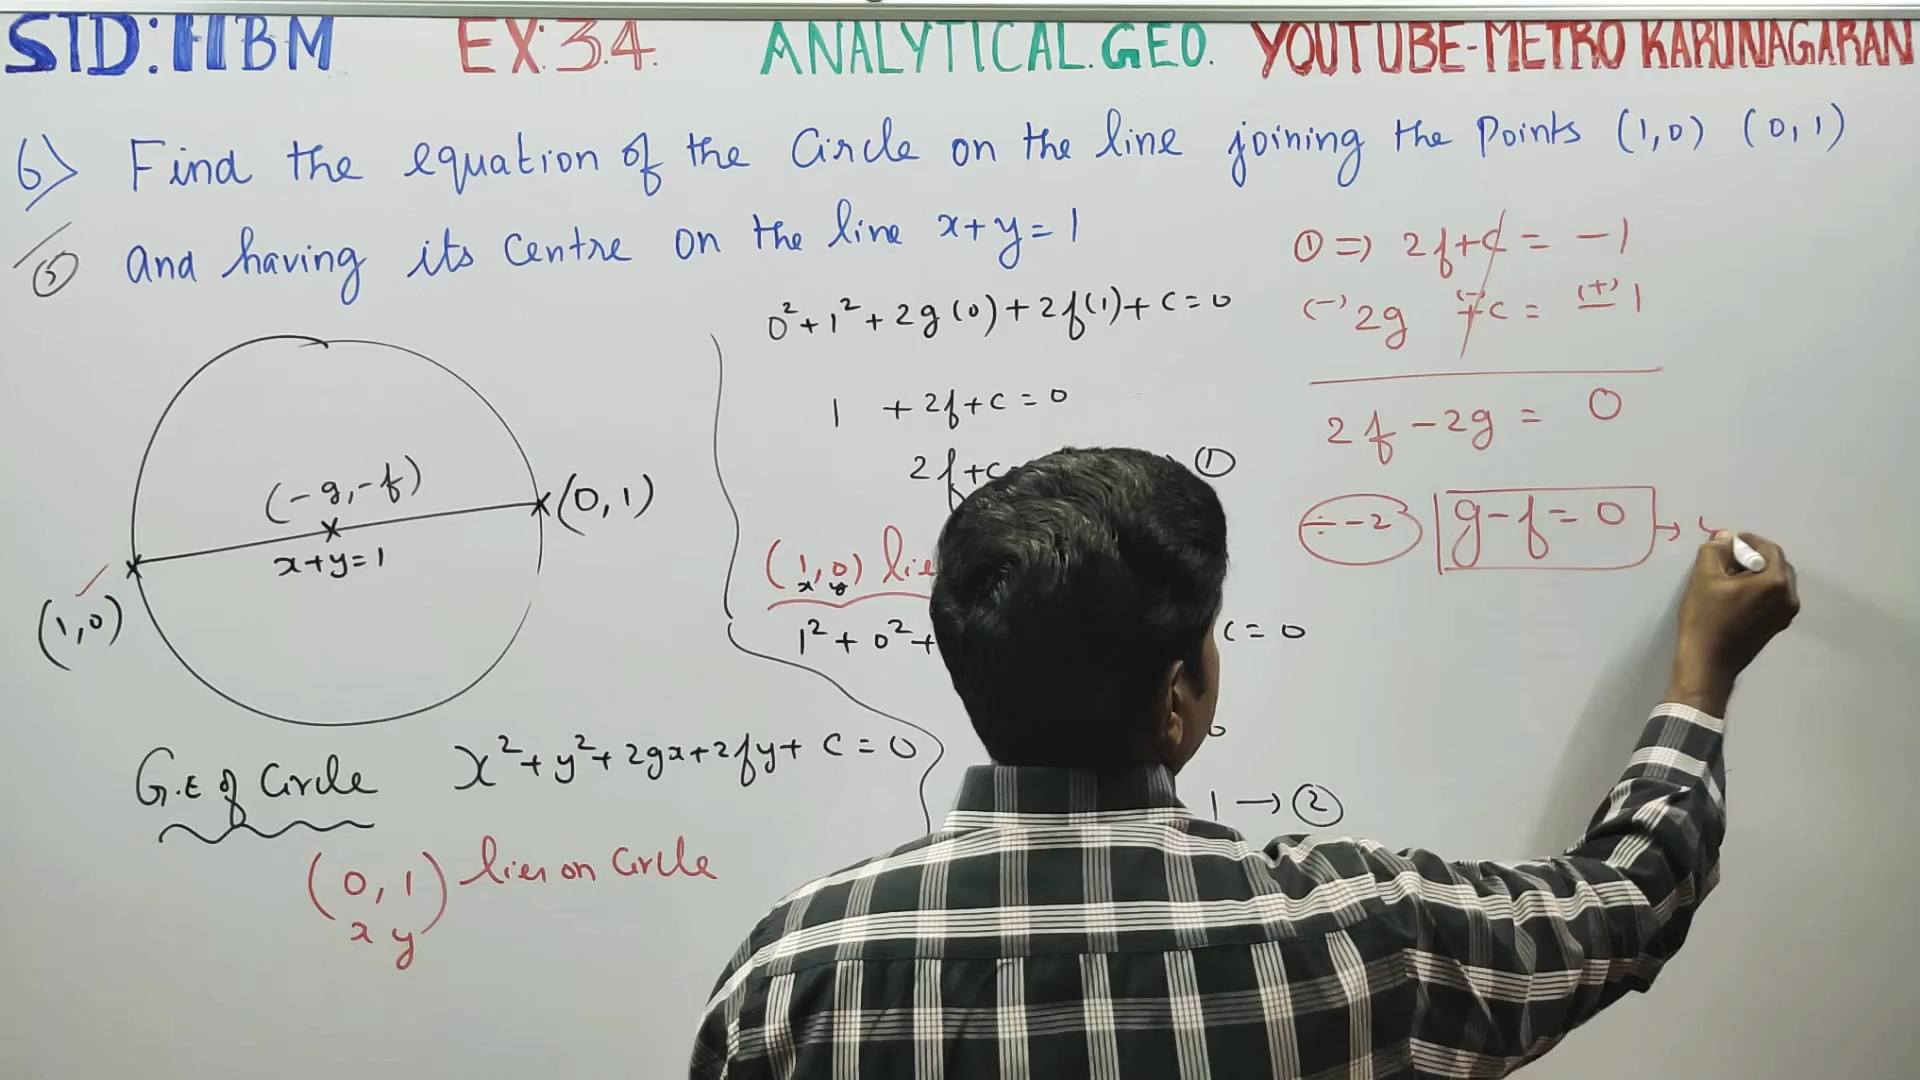 STD: 11 BM EX: 3.4. ANALYTICAL.GEO. YOUTUBE-METRO KARUNAGARAN
6) Find the equation of the Circle on the line joining the Points (1,0) (0,1)
(5) and having its Centre on the line x+y=1
0²+1²+2g(0)+2f(1)+c=0
1 +2f+c=0
2f+c ①
(1,0) lie
x y
1²+0²+ c=0
0
1 → ②
① ⇒ 2f+c = -1
(-) 2g (-)+c = (+)-1
2f-2g = 0
÷-2 g-f=0 →
(-g,-f)
(0,1)
x+y=1
(1,0)
G.E of Circle x²+y²+2gx+2fy+c=0
(0,1) lies on Circle
x y